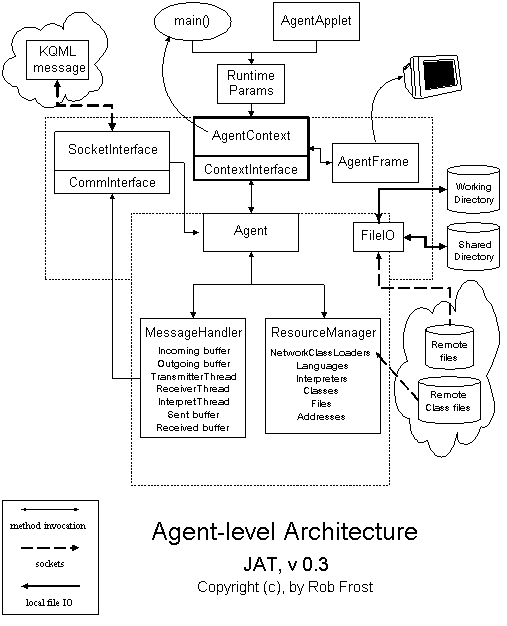 main()
AgentApplet
KQML
message
Runtime
Params
SocketInterface
CommInterface
AgentContext
ContextInterface
AgentFrame
Working
Directory
Agent
FileIO
Shared
Directory
MessageHandler
Incoming buffer
Outgoing buffer
TransmitterThread
ReceiverThread
InterpretThread
Sent buffer
Received buffer
ResourceManager
NetworkClassLoaders
Languages
Interpreters
Classes
Files
Addresses
Remote
files
Remote
Class files
method invocation
sockets
local file IO
Agent-level Architecture
JAT, v 0.3
Copyright (c), by Rob Frost